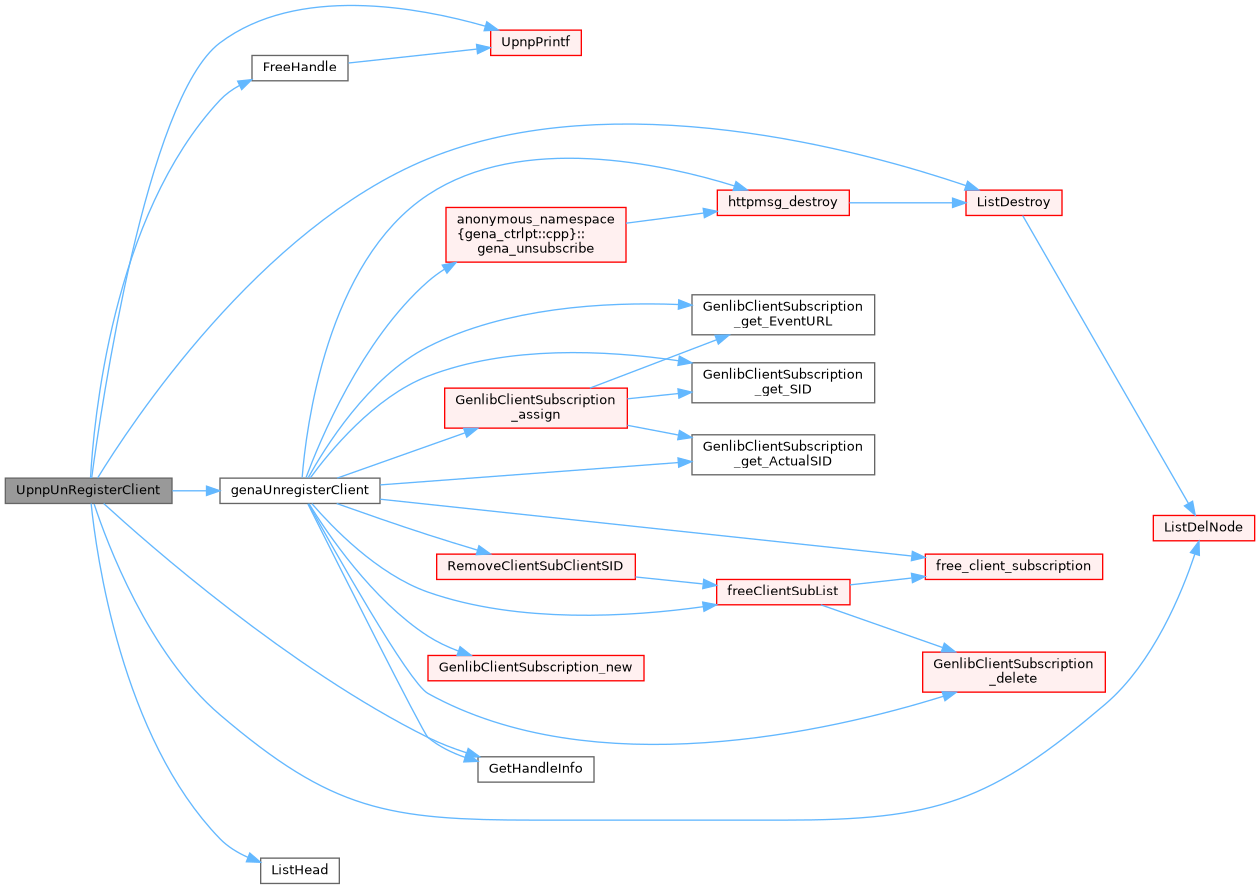 UpnpPrintf
FreeHandle
httpmsg_destroy
ListDestroy
anonymous_namespace
{gena_ctrlpt::cpp}::
gena_unsubscribe
GenlibClientSubscription
_get_EventURL
GenlibClientSubscription
_get_SID
GenlibClientSubscription
_assign
GenlibClientSubscription
_get_ActualSID
UpnpUnRegisterClient
genaUnregisterClient
ListDelNode
RemoveClientSubClientSID
free_client_subscription
freeClientSubList
GenlibClientSubscription_new
GenlibClientSubscription
_delete
GetHandleInfo
ListHead